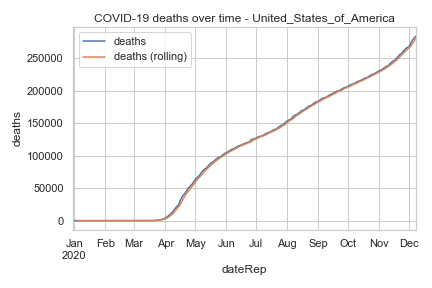 COVID-19 deaths over time - United_States_of_America
deaths
deaths (rolling)
deaths
250000
200000
150000
100000
50000
0
Jan Feb Mar Apr May Jun Jul Aug Sep Oct Nov Dec
2020
dateRep